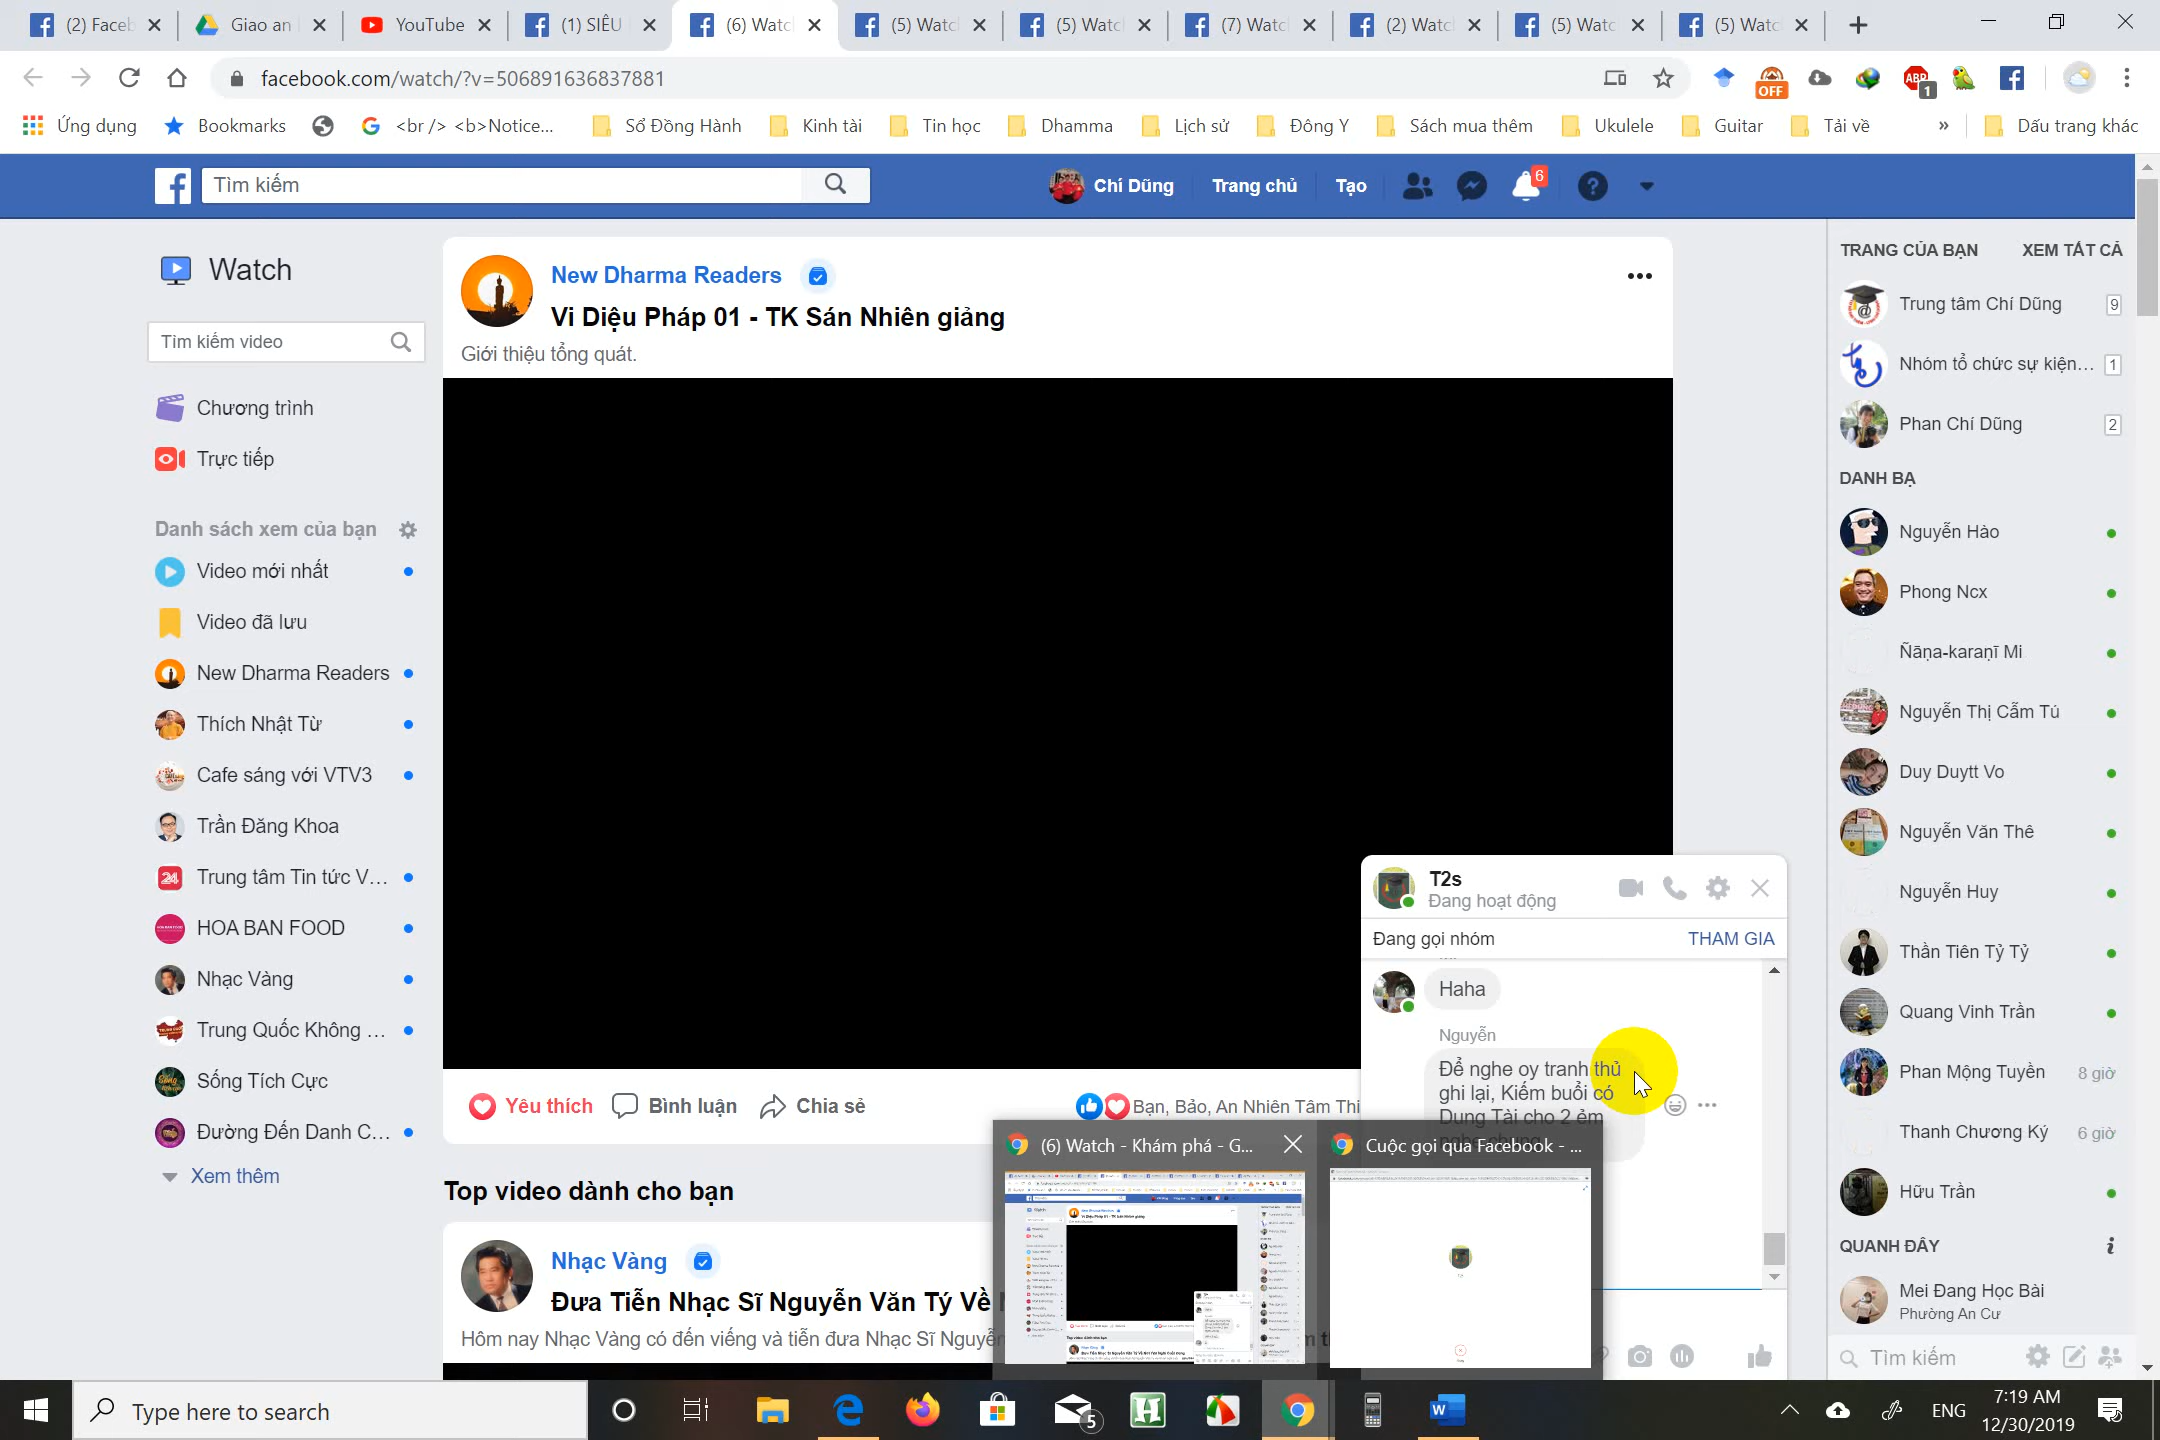 (2) Faceb
Giao an
YouTube
(1) SIÊU
(6) Watc
(5) Watc
(5) Watc
(7) Watc
(2) Watc
(5) Watc
(5) Watc
facebook.com/watch/?v=506891636837881
OFF
ABP
1
Ứng dụng
Bookmarks
<br /> <b>Notice...
Sổ Đồng Hành
Kinh tài
Tin học
Dhamma
Lịch sử
Đông Y
Sách mua thêm
Ukulele
Guitar
Tải về
»
Dấu trang khác
Tìm kiếm
Chí Dũng
Trang chủ
Tạo
6
Watch
Tìm kiếm video
Chương trình
Trực tiếp
Danh sách xem của bạn
Video mới nhất
Video đã lưu
New Dharma Readers
Thích Nhật Từ
Cafe sáng với VTV3
Trần Đăng Khoa
Trung tâm Tin tức V...
HOA BAN FOOD
Nhạc Vàng
Trung Quốc Không ...
Sống Tích Cực
Đường Đến Danh C...
Xem thêm
New Dharma Readers
Vi Diệu Pháp 01 - TK Sán Nhiên giảng
Giới thiệu tổng quát.
Yêu thích
Bình luận
Chia sẻ
Bạn, Bảo, An Nhiên Tâm Thi
Top video dành cho bạn
Nhạc Vàng
Đưa Tiễn Nhạc Sĩ Nguyễn Văn Tý Về
Hôm nay Nhạc Vàng có đến viếng và tiễn đưa Nhạc Sĩ Nguyễ
T2s
Đang hoạt động
Đang gọi nhóm
THAM GIA
Haha
Nguyễn
Để nghe oy tranh thủ
ghi lại, Kiếm buổi có
Dung Tài cho 2 ẻm
nghe chung
(6) Watch - Khám phá - G...
Cuộc gọi qua Facebook - ...
TRANG CỦA BẠN
XEM TẤT CẢ
Trung tâm Chí Dũng
9
Nhóm tổ chức sự kiện...
1
Phan Chí Dũng
2
DANH BẠ
Nguyễn Hào
Phong Ncx
Ñāṇa-karaṇī Mi
Nguyễn Thị Cẫm Tú
Duy Duytt Vo
Nguyễn Văn Thê
Nguyễn Huy
Thần Tiên Tỷ Tỷ
Quang Vinh Trần
Phan Mộng Tuyền
8 giờ
Thanh Chương Ký
6 giờ
Hữu Trần
QUANH ĐÂY
Mei Đang Học Bài
Phường An Cư
Tìm kiếm
Type here to search
5
ENG
7:19 AM
12/30/2019